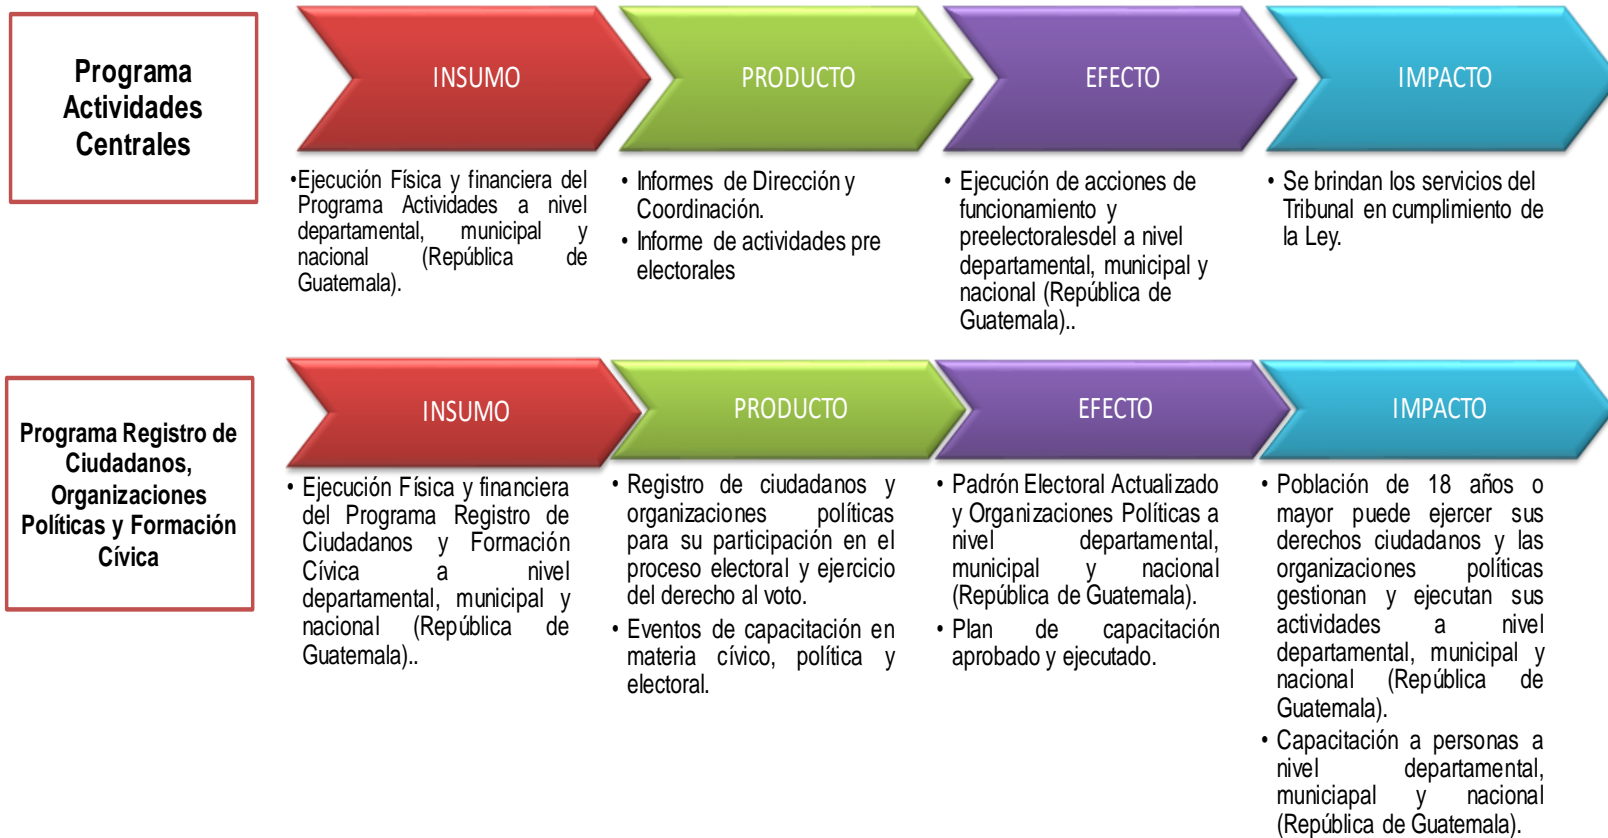 Programa
Actividades
Centrales
INSUMO
PRODUCTO
EFECTO
IMPACTO
•Ejecución Física y financiera del
Programa Actividades a nivel
departamental, municipal y
nacional (República de
Guatemala).
• Informes de Dirección y
Coordinación.
• Informe de actividades pre
electorales
• Ejecución de acciones de
funcionamiento y
preelectoralesdel a nivel
departamental, municipal y
nacional (República de
Guatemala)..
• Se brindan los servicios del
Tribunal en cumplimiento de
la Ley.
Programa Registro de
Ciudadanos,
Organizaciones
Políticas y Formación
Cívica
INSUMO
PRODUCTO
EFECTO
IMPACTO
• Ejecución Física y financiera
del Programa Registro de
Ciudadanos y Formación
Cívica a nivel
departamental, municipal y
nacional (República de
Guatemala)..
• Registro de ciudadanos y
organizaciones políticas
para su participación en el
proceso electoral y ejercicio
del derecho al voto.
• Eventos de capacitación en
materia cívico, política y
electoral.
• Padrón Electoral Actualizado
y Organizaciones Políticas a
nivel departamental,
municipal y nacional
(República de Guatemala).
• Plan de capacitación
aprobado y ejecutado.
• Población de 18 años o
mayor puede ejercer sus
derechos ciudadanos y las
organizaciones políticas
gestionan y ejecutan sus
actividades a nivel
departamental, municipal y
nacional (República de
Guatemala).
• Capacitación a personas a
nivel departamental,
municiapal y nacional
(República de Guatemala).